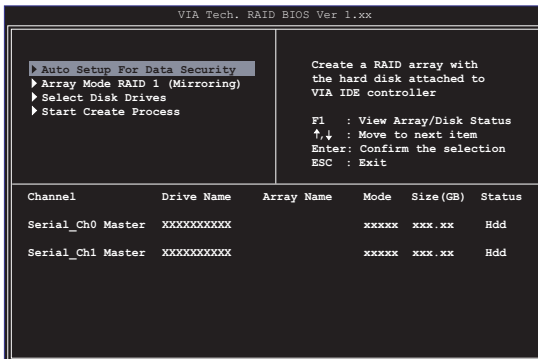 VIA Tech. RAID BIOS Ver 1.xx
Auto Setup For Data Security
Array Mode RAID 1 (Mirroring)
Select Disk Drives
Start Create Process
Create a RAID array with
the hard disk attached to
VIA IDE controller
F1 : View Array/Disk Status
↑,↓ : Move to next item
Enter: Confirm the selection
ESC : Exit
Channel Drive Name Array Name Mode Size(GB) Status
Serial_Ch0 Master XXXXXXXXXX xxxxx xxx.xx Hdd
Serial_Ch1 Master XXXXXXXXXX xxxxx xxx.xx Hdd